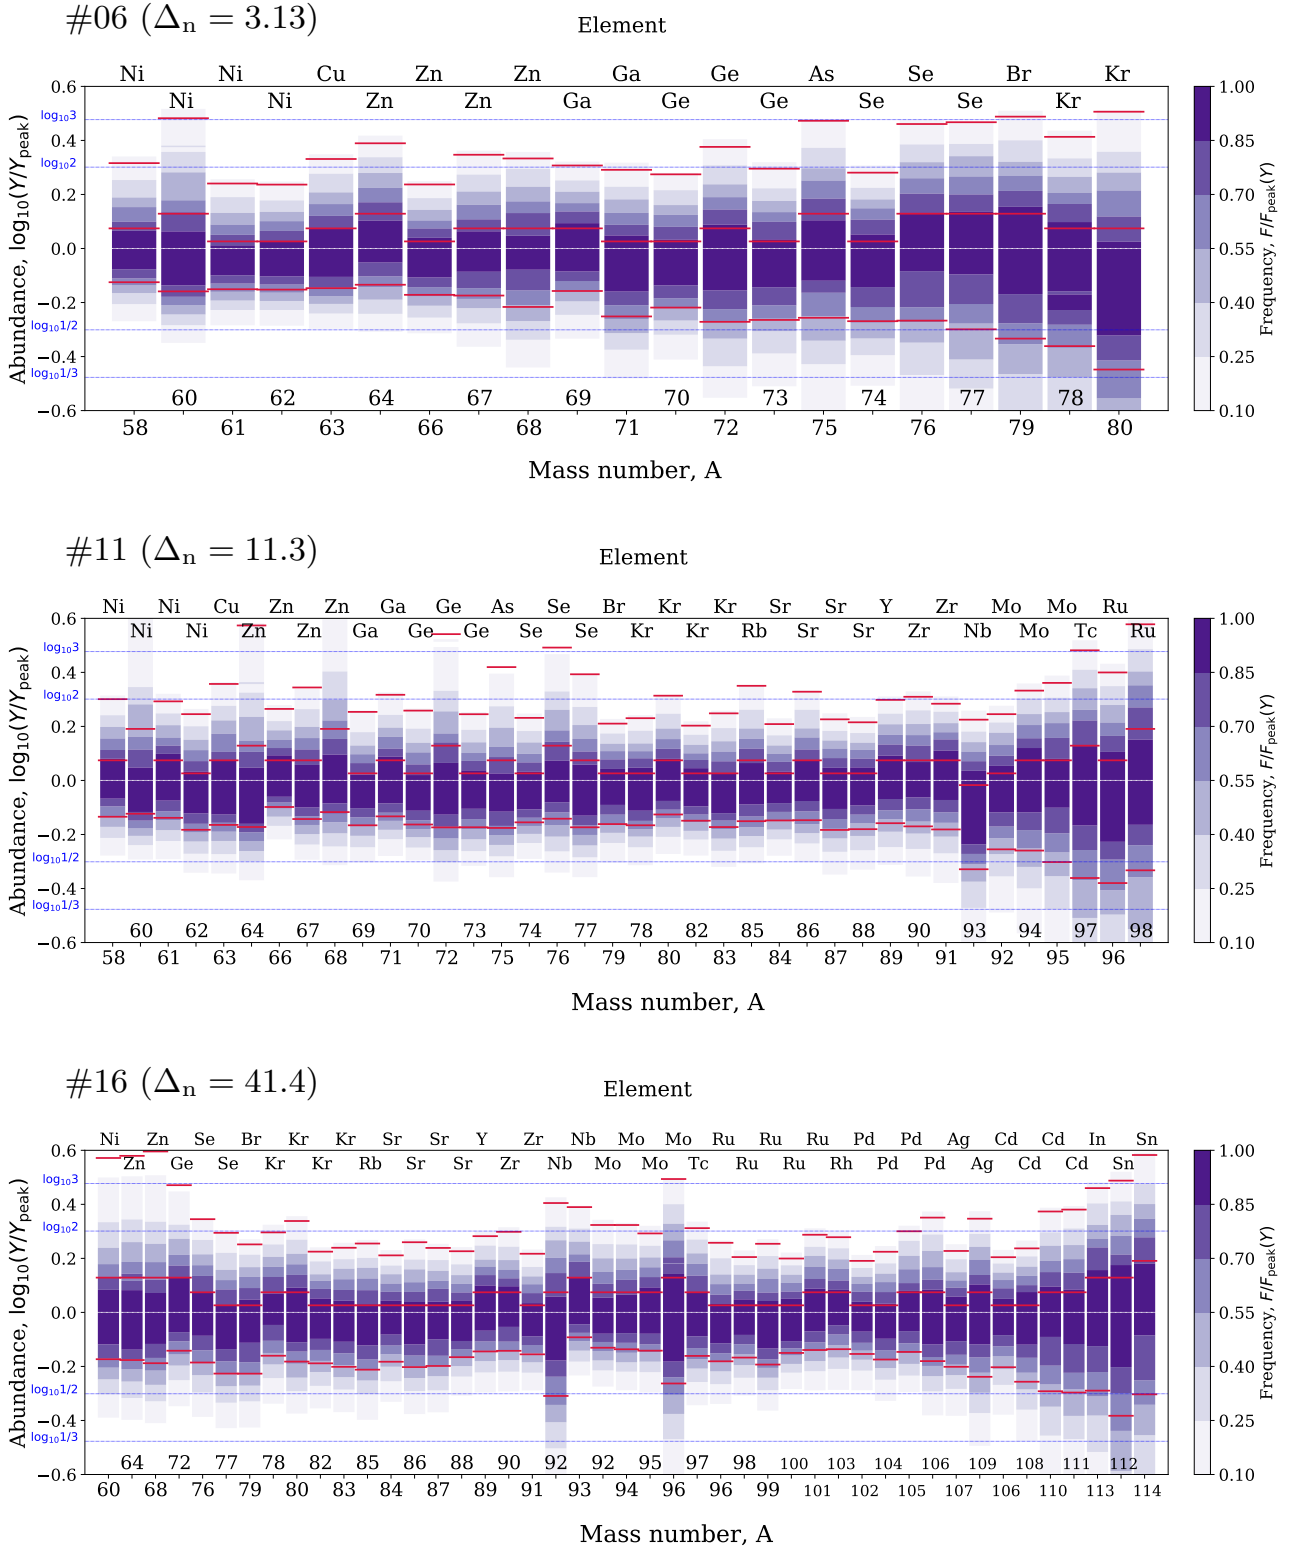 #06 (Δn = 3.13)
Element
Ni Ni Cu Zn Zn Ga Ge As Se Br Kr
Ni Ni Zn Zn Ga Ge Ge Se Se Kr
0.6
log₁₀3
0.4
log₁₀2
0.2
0.0
−0.2
log₁₀1/2
−0.4
log₁₀1/3
−0.6
Abundance, log₁₀(Y/Ypeak)
60 62 64 67 69 70 73 74 77 78
58 61 63 66 68 71 72 75 76 79 80
Mass number, A
1.00
0.85
0.70
0.55
0.40
0.25
0.10
Frequency, F/Fpeak(Y)
#11 (Δn = 11.3)
Element
Ni Ni Cu Zn Zn Ga Ge As Se Br Kr Kr Sr Sr Y Zr Mo Mo Ru
Ni Ni Zn Zn Ga Ge Ge Se Se Kr Kr Rb Sr Sr Zr Nb Mo Tc Ru
0.6
log₁₀3
0.4
log₁₀2
0.2
0.0
−0.2
log₁₀1/2
−0.4
log₁₀1/3
−0.6
Abundance, log₁₀(Y/Ypeak)
60 62 64 67 69 70 73 74 77 78 82 85 86 88 90 93 94 97 98
58 61 63 66 68 71 72 76 76 79 80 83 84 87 89 91 92 95 96
Mass number, A
1.00
0.85
0.70
0.55
0.40
0.25
0.10
Frequency, F/Fpeak(Y)
#16 (Δn = 41.4)
Element
Ni Zn Se Br Kr Kr Sr Sr Y Zr Nb Mo Mo Ru Ru Ru Pd Pd Ag Cd Cd In Sn
Zn Ge Se Kr Kr Rb Sr Sr Zr Nb Mo Mo Tc Ru Ru Rh Pd Pd Ag Cd Cd Sn
0.6
log₁₀3
0.4
log₁₀2
0.2
0.0
−0.2
log₁₀1/2
−0.4
log₁₀1/3
−0.6
Abundance, log₁₀(Y/Ypeak)
64 72 77 78 82 85 86 88 90 92 92 95 97 98 100 103 104 106 109 108 111 112
60 68 76 79 80 83 84 87 89 91 93 94 96 96 99 101 102 105 107 106 110 113 114
Mass number, A
1.00
0.85
0.70
0.55
0.40
0.25
0.10
Frequency, F/Fpeak(Y)